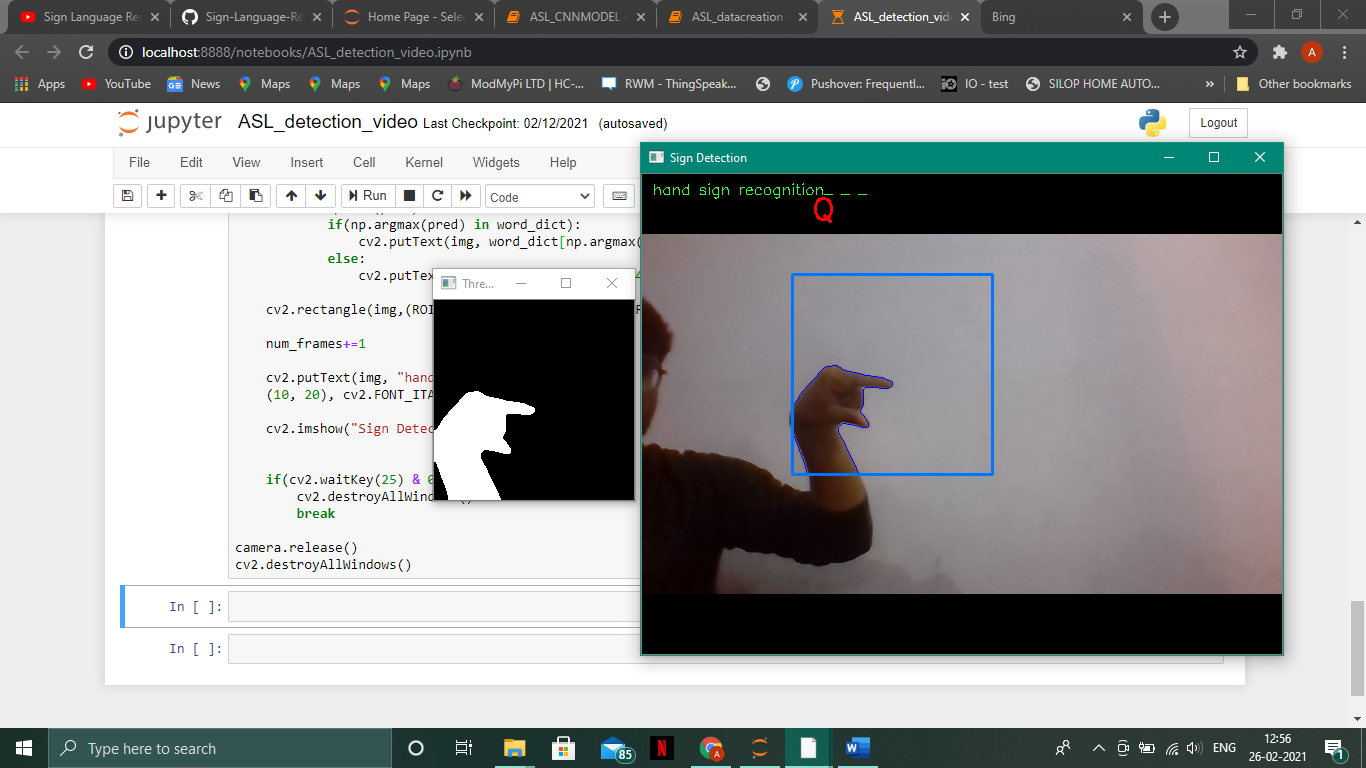 Sign Language Re
Sign-Language-Re
Home Page - Sele
ASL_CNNMODEL -
ASL_datacreation -
ASL_detection_vid
Bing
localhost:8888/notebooks/ASL_detection_video.ipynb
A
Apps
YouTube
News
Maps
Maps
Maps
ModMyPi LTD | HC-...
RWM - ThingSpeak...
Pushover: Frequentl...
IO - test
SILOP HOME AUTO...
»
Other bookmarks
jupyter ASL_detection_video Last Checkpoint: 02/12/2021 (autosaved)
Logout
File Edit View Insert Cell Kernel Widgets Help
Run
Code
if(np.argmax(pred) in word_dict):
cv2.putText(img, word_dict[np.argmax(
else:
cv2.putTex
cv2.rectangle(img,(ROI
num_frames+=1
cv2.putText(img, "hand
(10, 20), cv2.FONT_ITA
cv2.imshow("Sign Detec
if(cv2.waitKey(25) & 0
cv2.destroyAllWind
break
camera.release()
cv2.destroyAllWindows()
In [ ]:
In [ ]:
Thre...
Sign Detection
hand sign recognition_ _ _
Q
Type here to search
85
N
A
W
ENG
12:56
26-02-2021
1